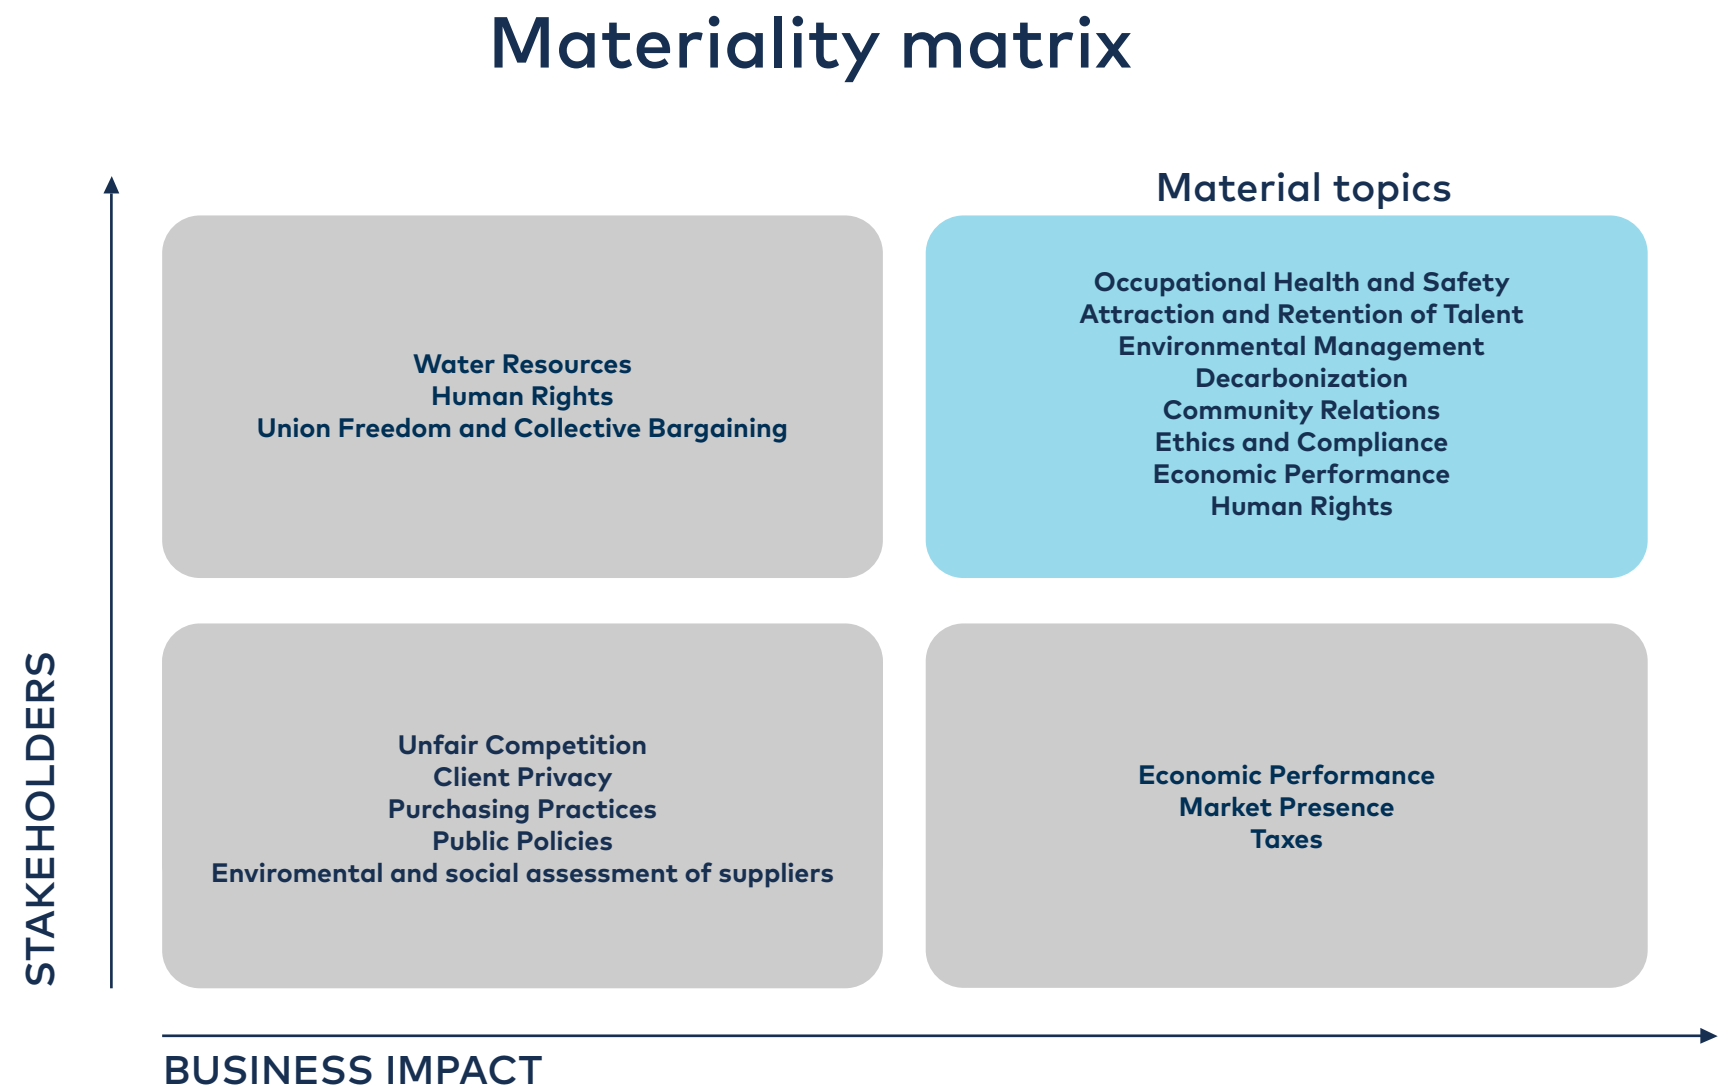 Materiality matrix
Material topics
Water Resources
Human Rights
Union Freedom and Collective Bargaining
Occupational Health and Safety
Attraction and Retention of Talent
Environmental Management
Decarbonization
Community Relations
Ethics and Compliance
Economic Performance
Human Rights
Unfair Competition
Client Privacy
Purchasing Practices
Public Policies
Enviromental and social assessment of suppliers
Economic Performance
Market Presence
Taxes
STAKEHOLDERS
BUSINESS IMPACT